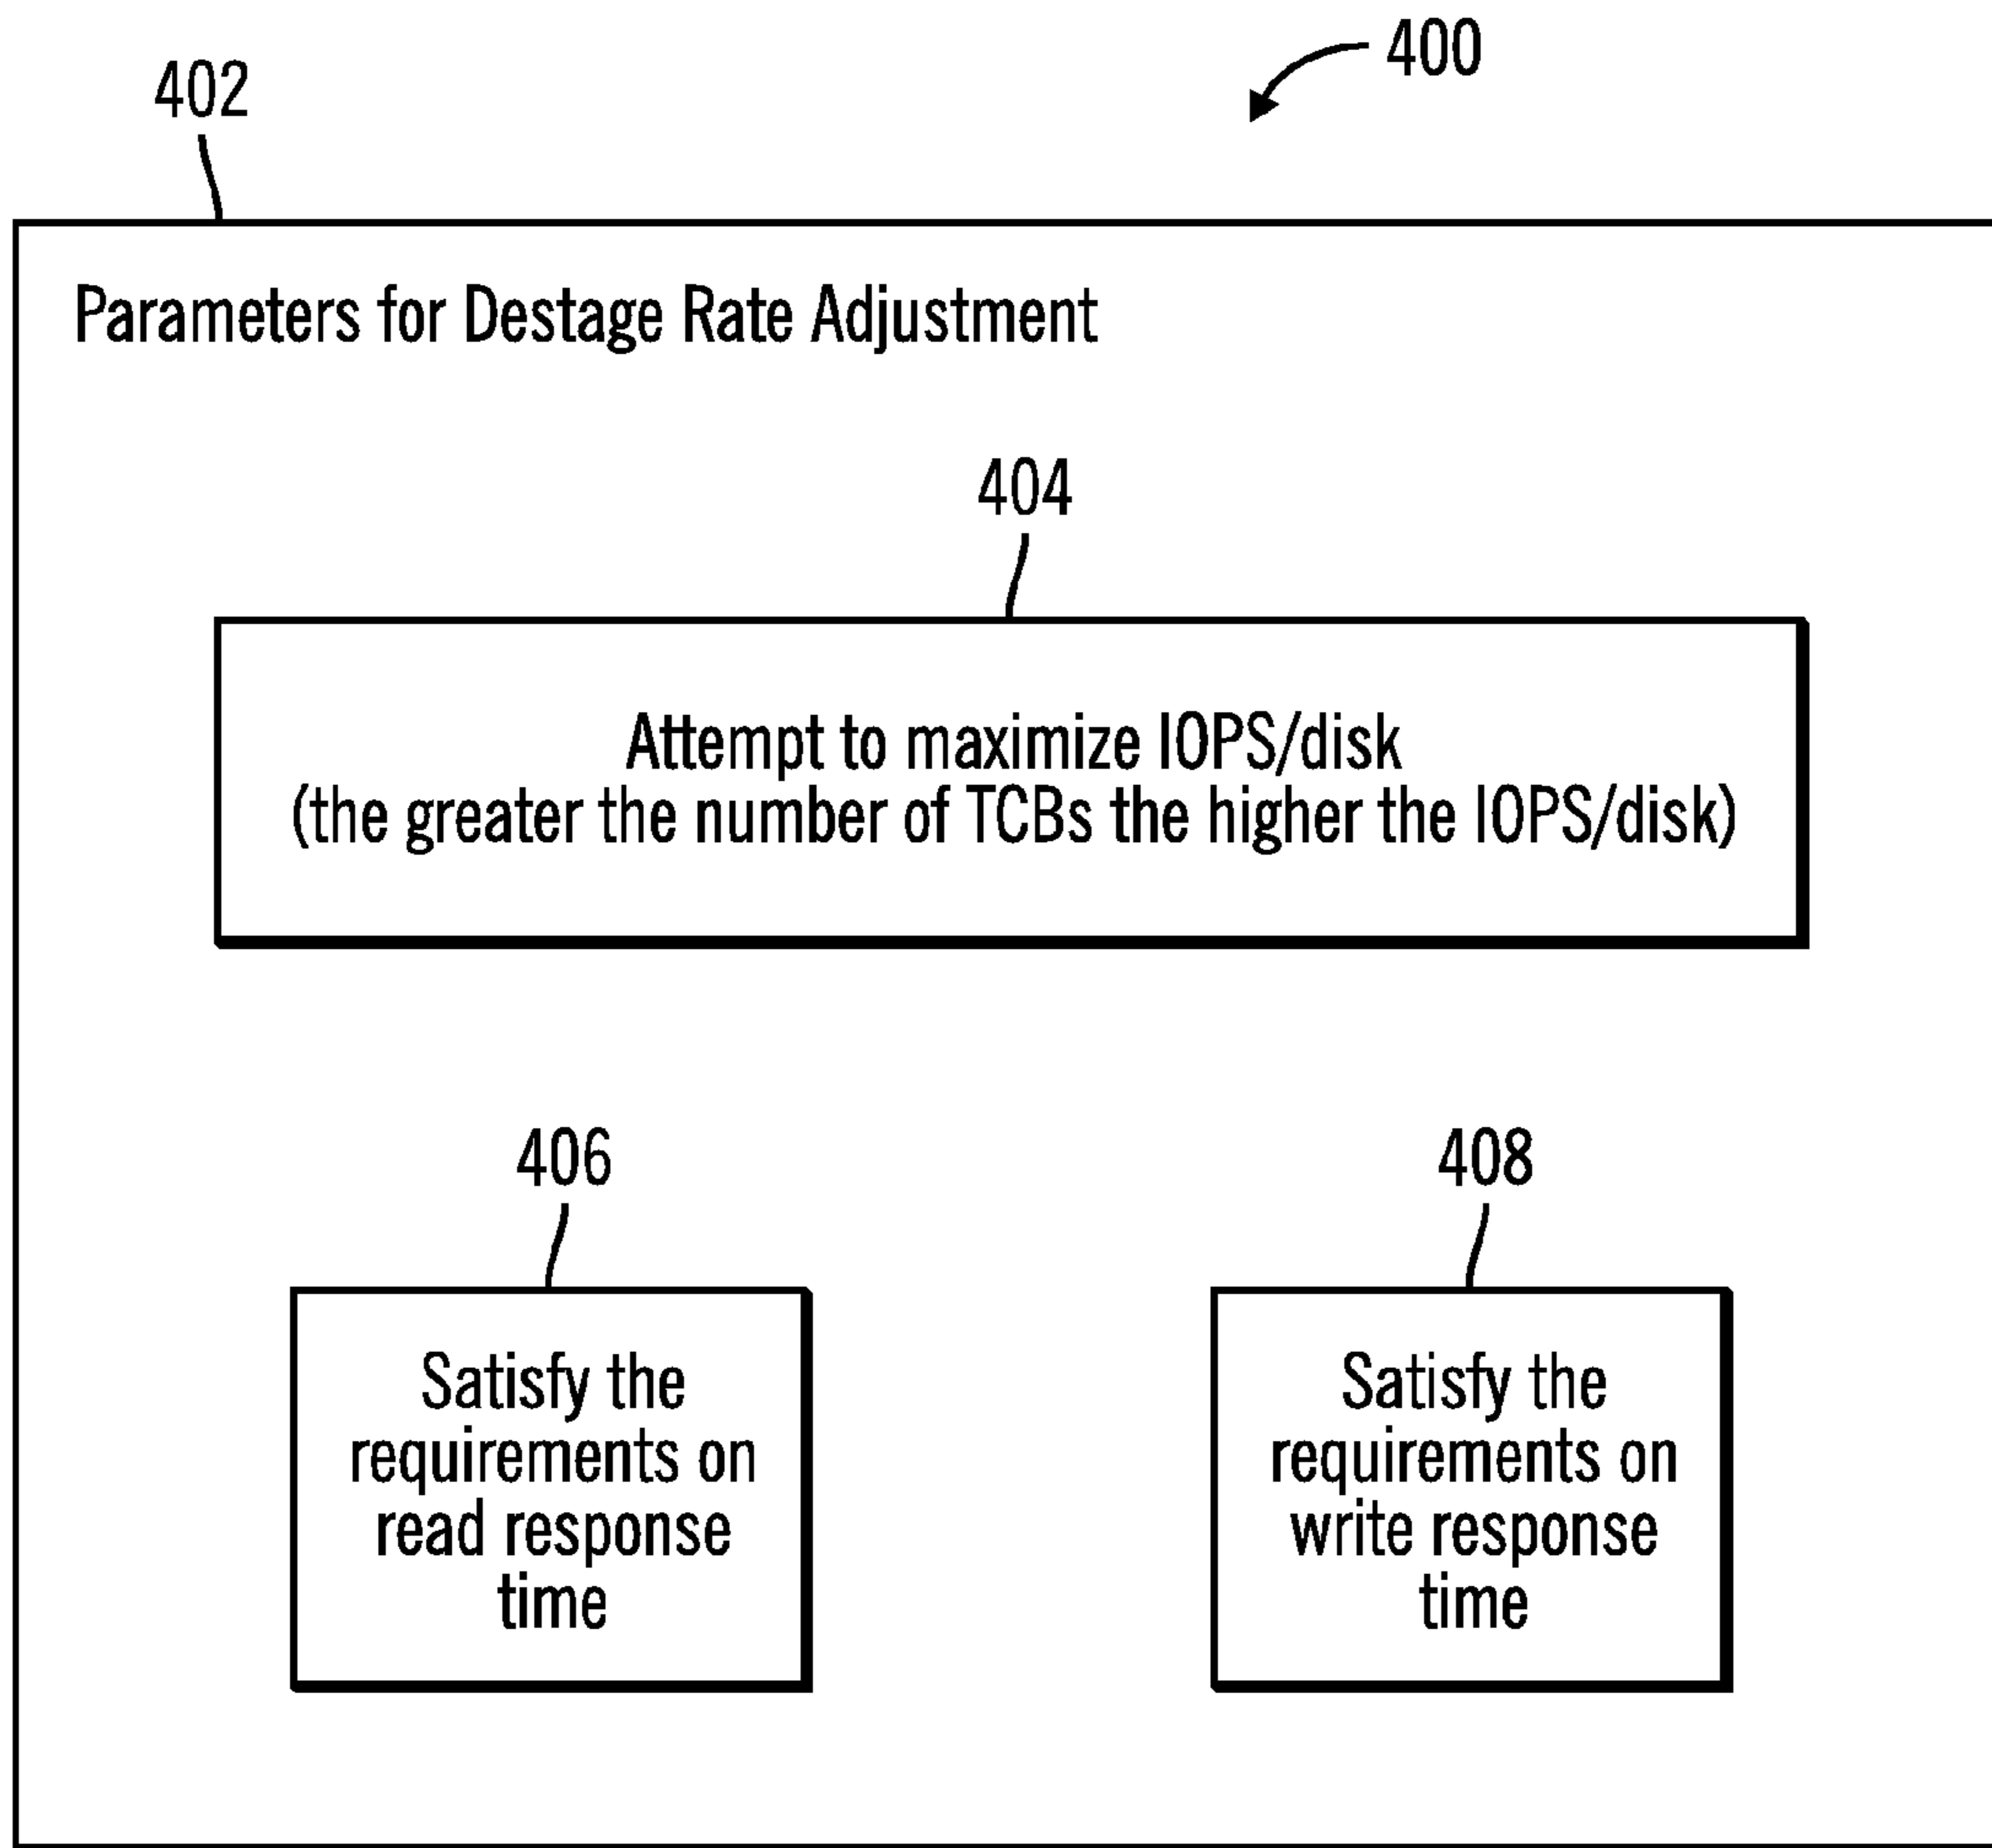 400
402
Parameters for Destage Rate Adjustment
404
Attempt to maximize IOPS/disk
(the greater the number of TCBs the higher the IOPS/disk)
406
Satisfy the
requirements on
read response
time
408
Satisfy the
requirements on
write response
time